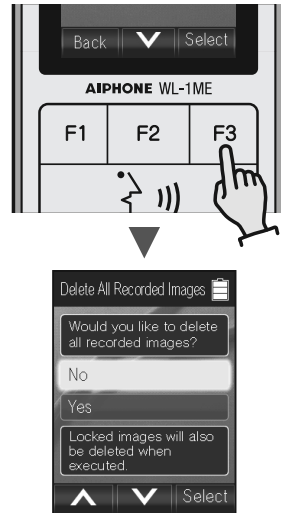 Back Select
AIPHONE WL-1ME
F1 F2 F3
Delete All Recorded Images
Would you like to delete
all recorded images?
No
Yes
Locked images will also
be deleted when
executed.
Select